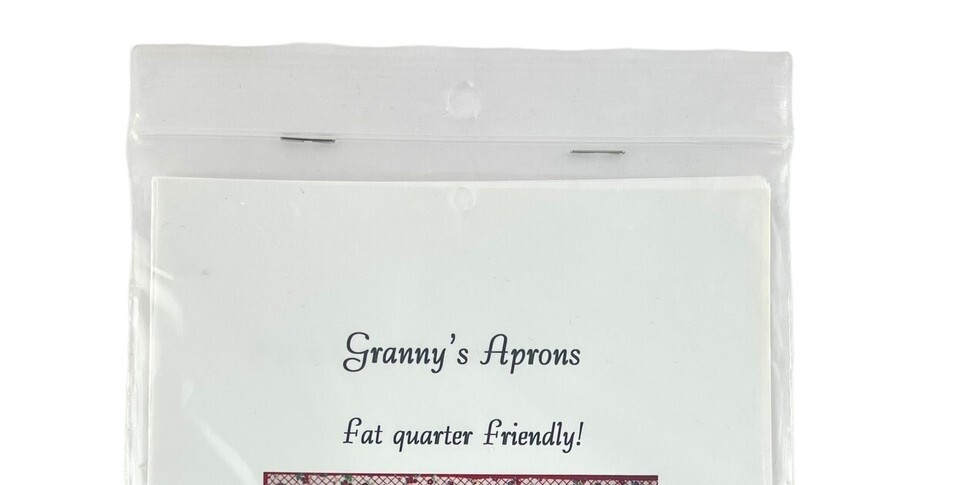 Granny's Aprons
fat quarter friendly!